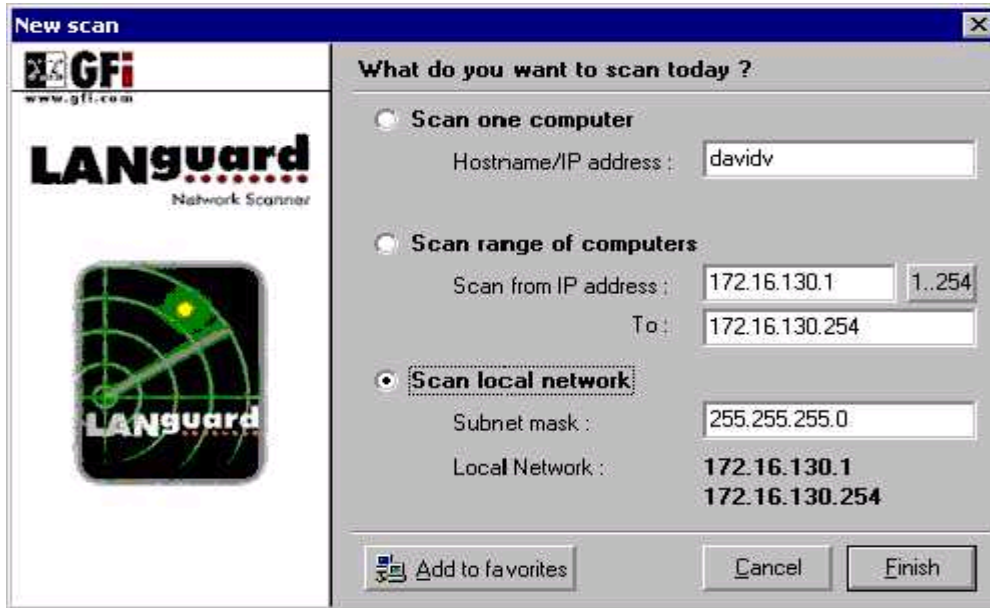 New scan
GFi
www.gfi.com
LANguard
Network Scanner
LANguard
What do you want to scan today ?
Scan one computer
Hostname/IP address : davidv
Scan range of computers
Scan from IP address : 172.16.130.1 1..254
To : 172.16.130.254
Scan local network
Subnet mask : 255.255.255.0
Local Network : 172.16.130.1
172.16.130.254
Add to favorites Cancel Finish